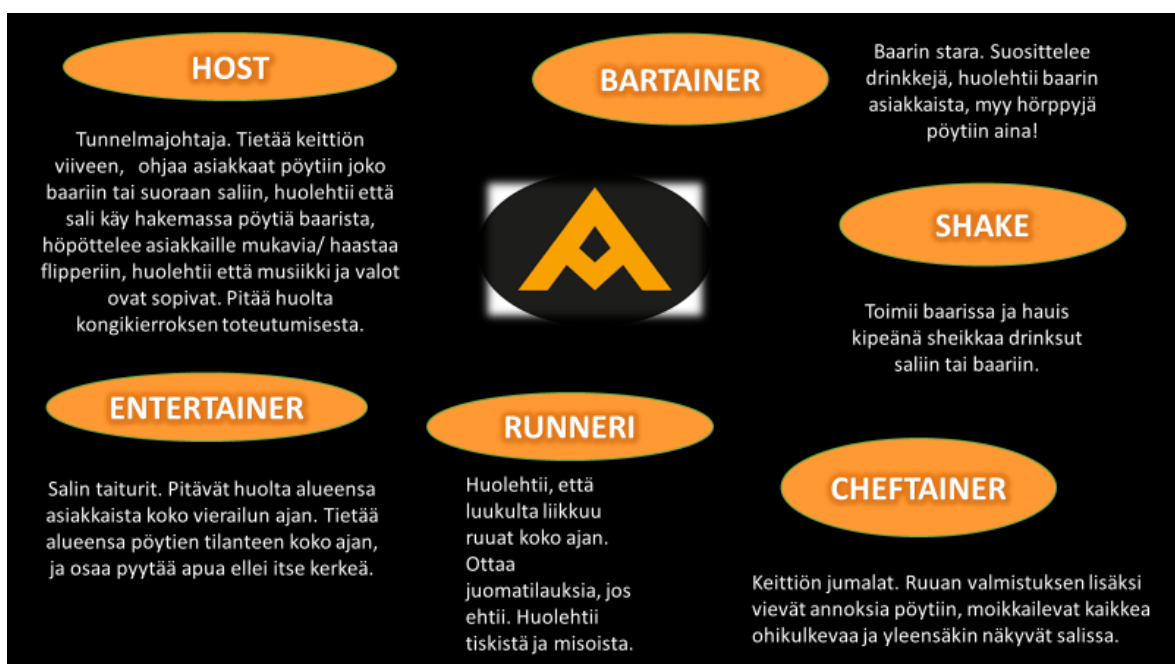 HOST
Tunnelmajohtaja. Tietää keittiön
viiveen, ohjaa asiakkaat pöytiin joko
baariin tai suoraan saliin, huolehtii että
sali käy hakemassa pöytiä baarista,
höpöttelee asiakkaille mukavia/ haastaa
flipperiin, huolehtii että musiikki ja valot
ovat sopivat. Pitää huolta
kongikierroksen toteutumisesta.
BARTAINER
Baarin stara. Suosittelee
drinkkejä, huolehtii baarin
asiakkaista, myy hörppyjä
pöytiin aina!
SHAKE
Toimii baarissa ja hauis
kipeänä sheikkaa drinksut
saliin tai baariin.
ENTERTAINER
Salin taiturit. Pitävät huolta alueensa
asiakkaista koko vierailun ajan. Tietää
alueensa pöytien tilanteen koko ajan,
ja osaa pyytää apua ellei itse kerkeä.
RUNNERI
Huolehtii, että
luukulta liikkuu
ruuat koko ajan.
Ottaa
juomatilauksia, jos
ehtii. Huolehtii
tiskistä ja misoista.
CHEFTAINER
Keittiön jumalat. Ruuan valmistuksen lisäksi
vievät annoksia pöytiin, moikkailevat kaikkea
ohikulkevaa ja yleensäkin näkyvät salissa.